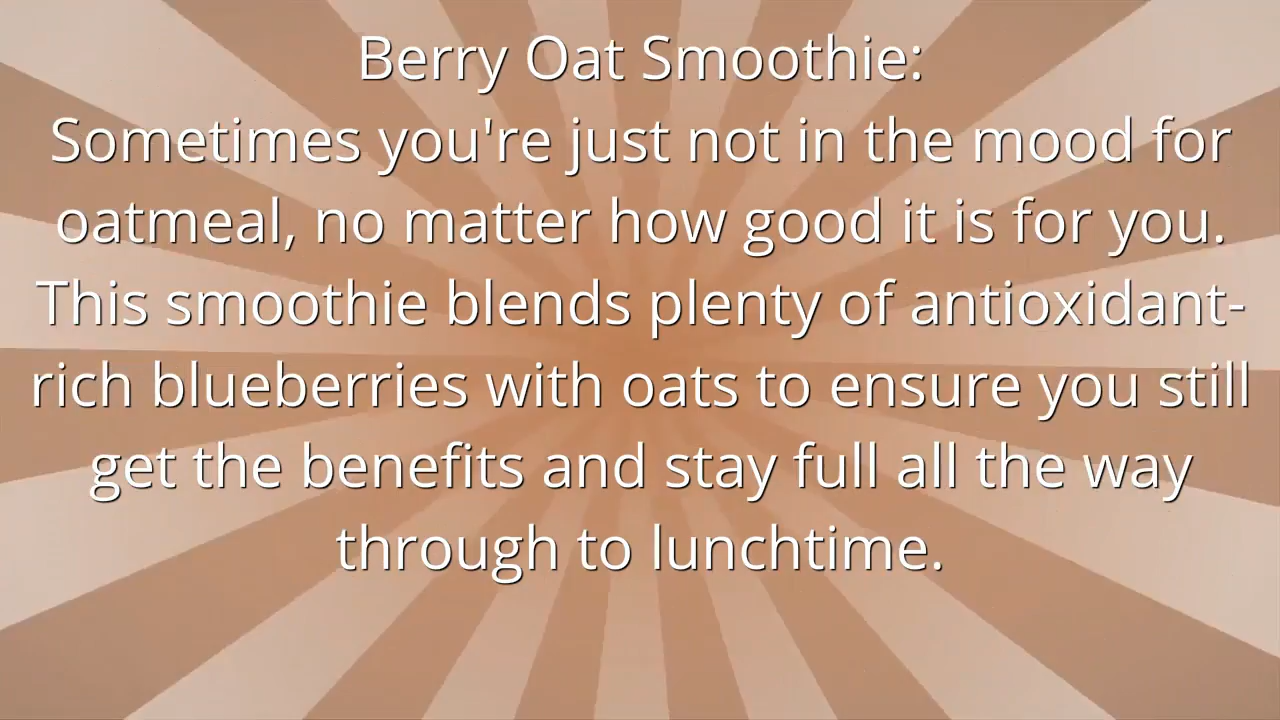 Berry Oat Smoothie:
Sometimes you're just not in the mood for
oatmeal, no matter how good it is for you.
This smoothie blends plenty of antioxidant-
rich blueberries with oats to ensure you still
get the benefits and stay full all the way
through to lunchtime.